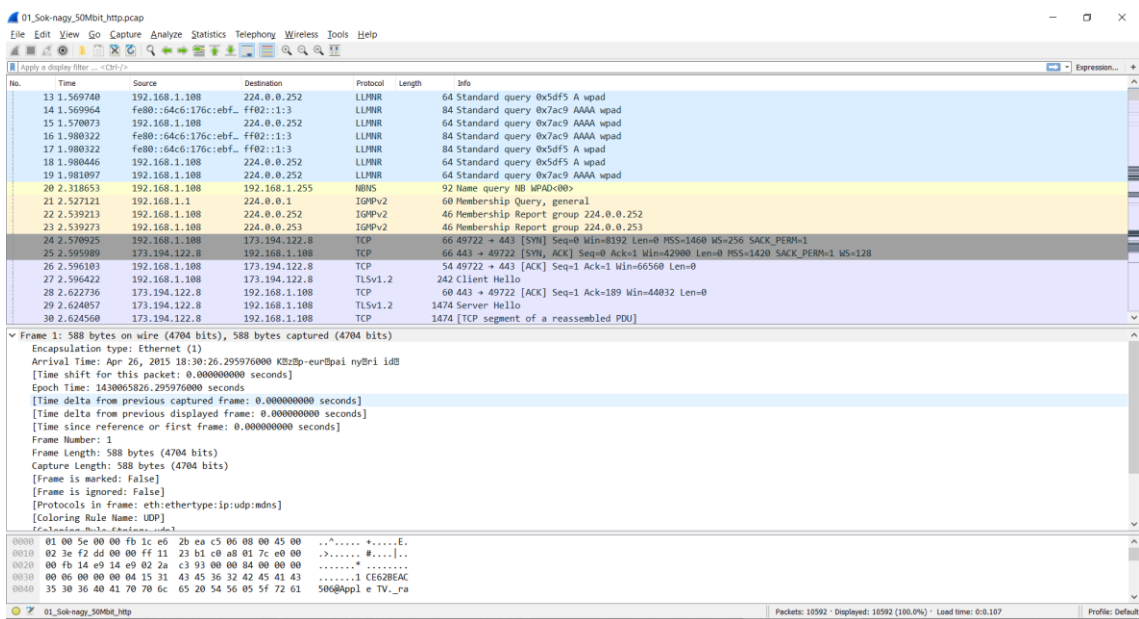 01_Sok-nagy_50Mbit_http.pcap
File Edit View Go Capture Analyze Statistics Telephony Wireless Tools Help
Apply a display filter ... <Ctrl-/> Expression... +
No. Time Source Destination Protocol Length Info
13 1.569740 192.168.1.108 224.0.0.252 LLMNR 64 Standard query 0x5df5 A wpad
14 1.569964 fe80::64c6:176c:ebf… ff02::1:3 LLMNR 84 Standard query 0x7ac9 AAAA wpad
15 1.570073 192.168.1.108 224.0.0.252 LLMNR 64 Standard query 0x7ac9 AAAA wpad
16 1.980322 fe80::64c6:176c:ebf… ff02::1:3 LLMNR 84 Standard query 0x7ac9 AAAA wpad
17 1.980322 fe80::64c6:176c:ebf… ff02::1:3 LLMNR 84 Standard query 0x5df5 A wpad
18 1.980446 192.168.1.108 224.0.0.252 LLMNR 64 Standard query 0x5df5 A wpad
19 1.981097 192.168.1.108 224.0.0.252 LLMNR 64 Standard query 0x7ac9 AAAA wpad
20 2.318653 192.168.1.108 192.168.1.255 NBNS 92 Name query NB WPAD<00>
21 2.527121 192.168.1.1 224.0.0.1 IGMPv2 60 Membership Query, general
22 2.539213 192.168.1.108 224.0.0.252 IGMPv2 46 Membership Report group 224.0.0.252
23 2.539273 192.168.1.108 224.0.0.253 IGMPv2 46 Membership Report group 224.0.0.253
24 2.570925 192.168.1.108 173.194.122.8 TCP 66 49722 → 443 [SYN] Seq=0 Win=8192 Len=0 MSS=1460 WS=256 SACK_PERM=1
25 2.595989 173.194.122.8 192.168.1.108 TCP 66 443 → 49722 [SYN, ACK] Seq=0 Ack=1 Win=42900 Len=0 MSS=1420 SACK_PERM=1 WS=128
26 2.596103 192.168.1.108 173.194.122.8 TCP 54 49722 → 443 [ACK] Seq=1 Ack=1 Win=66560 Len=0
27 2.596422 192.168.1.108 173.194.122.8 TLSv1.2 242 Client Hello
28 2.622736 173.194.122.8 192.168.1.108 TCP 60 443 → 49722 [ACK] Seq=1 Ack=189 Win=44032 Len=0
29 2.624057 173.194.122.8 192.168.1.108 TLSv1.2 1474 Server Hello
30 2.624560 173.194.122.8 192.168.1.108 TCP 1474 [TCP segment of a reassembled PDU]
Frame 1: 588 bytes on wire (4704 bits), 588 bytes captured (4704 bits)
Encapsulation type: Ethernet (1)
Arrival Time: Apr 26, 2015 18:30:26.295976000 K�z�p-eur�pai ny�ri id�
[Time shift for this packet: 0.000000000 seconds]
Epoch Time: 1430065826.295976000 seconds
[Time delta from previous captured frame: 0.000000000 seconds]
[Time delta from previous displayed frame: 0.000000000 seconds]
[Time since reference or first frame: 0.000000000 seconds]
Frame Number: 1
Frame Length: 588 bytes (4704 bits)
Capture Length: 588 bytes (4704 bits)
[Frame is marked: False]
[Frame is ignored: False]
[Protocols in frame: eth:ethertype:ip:udp:mdns]
[Coloring Rule Name: UDP]
[Coloring Rule String: udp]
0000 01 00 5e 00 00 fb 1c e6 2b ea c5 06 08 00 45 00 ..^..... +.....E.
0010 02 3e f2 dd 00 00 ff 11 23 b1 c0 a8 01 7c e0 00 .>...... #....|..
0020 00 fb 14 e9 14 e9 02 2a c3 93 00 00 84 00 00 00 .......* ........
0030 00 06 00 00 00 04 15 31 43 45 36 32 42 45 41 43 .......1 CE62BEAC
0040 35 30 36 40 41 70 70 6c 65 20 54 56 05 5f 72 61 506@Appl e TV._ra
01_Sok-nagy_50Mbit_http Packets: 10592 · Displayed: 10592 (100.0%) · Load time: 0:0.107 Profile: Default